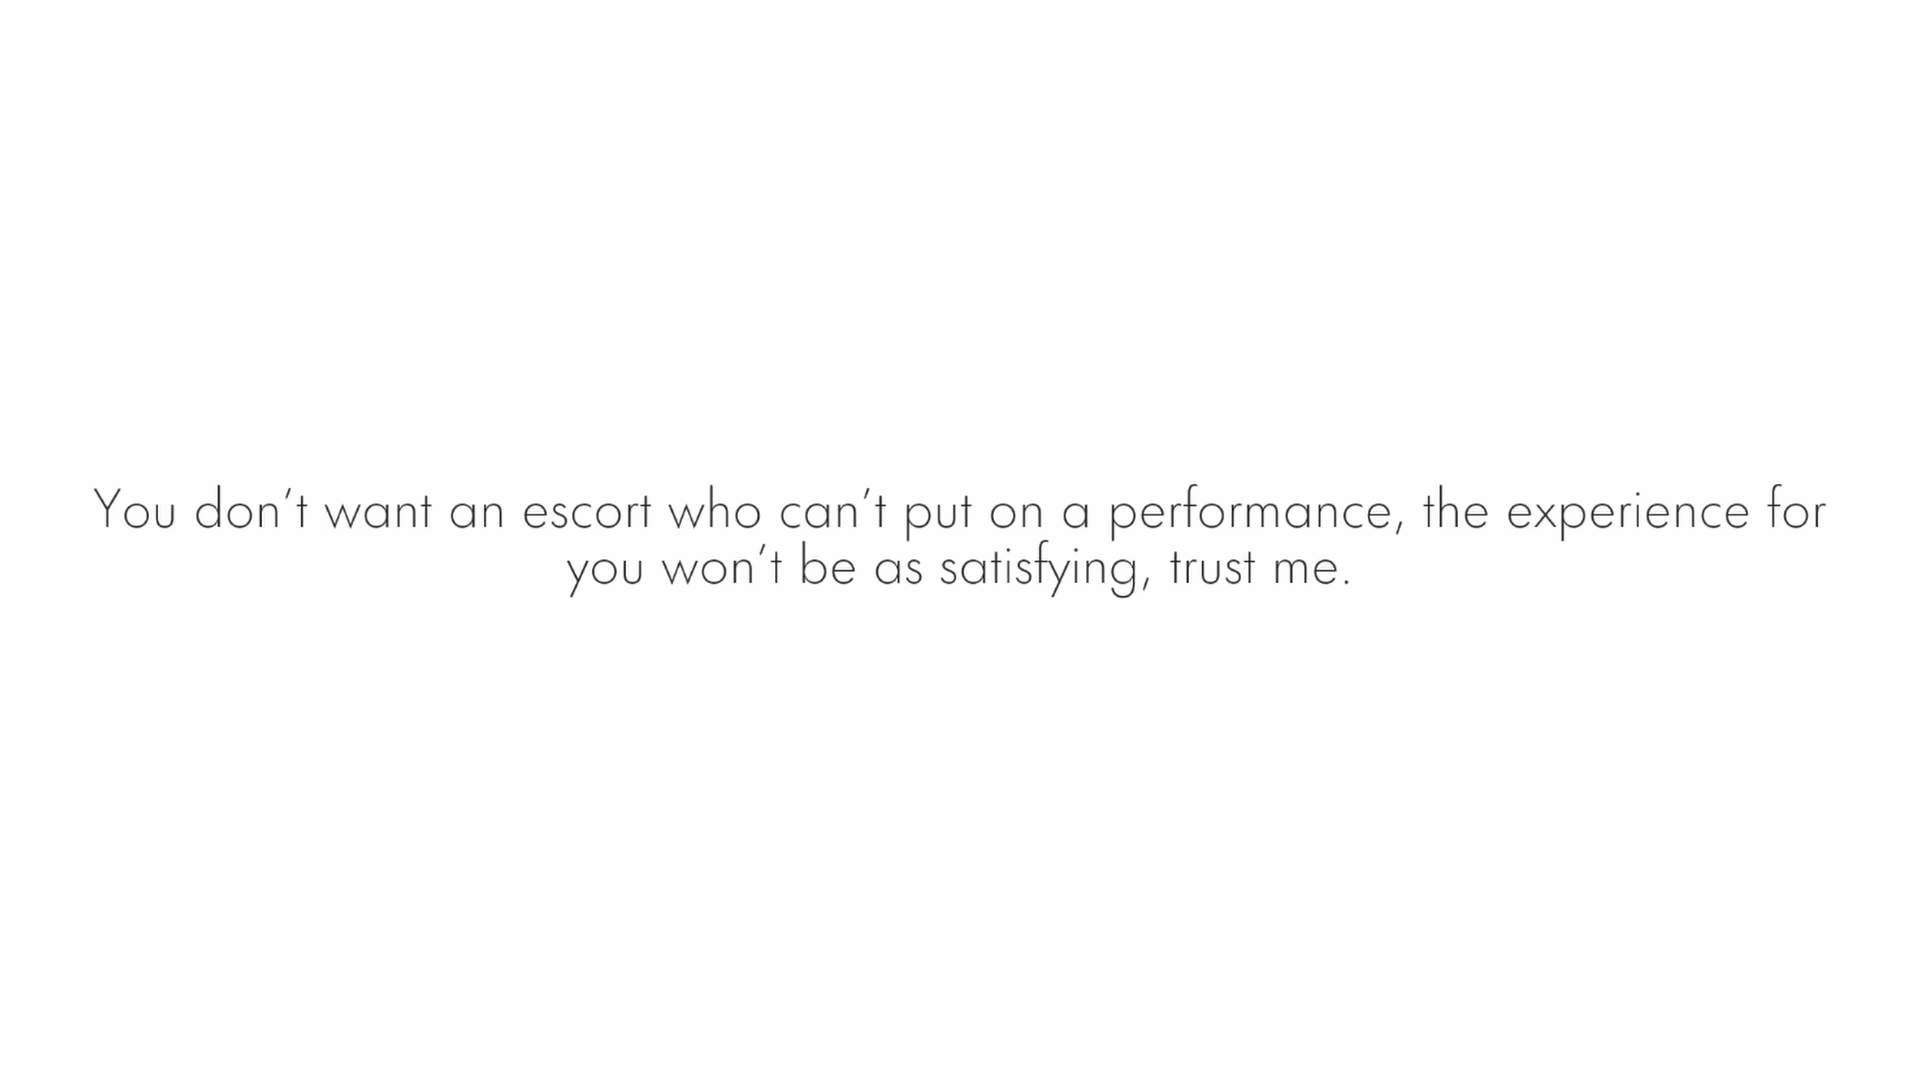 You don’t want an escort who can’t put on a performance, the experience for
you won’t be as satisfying, trust me.